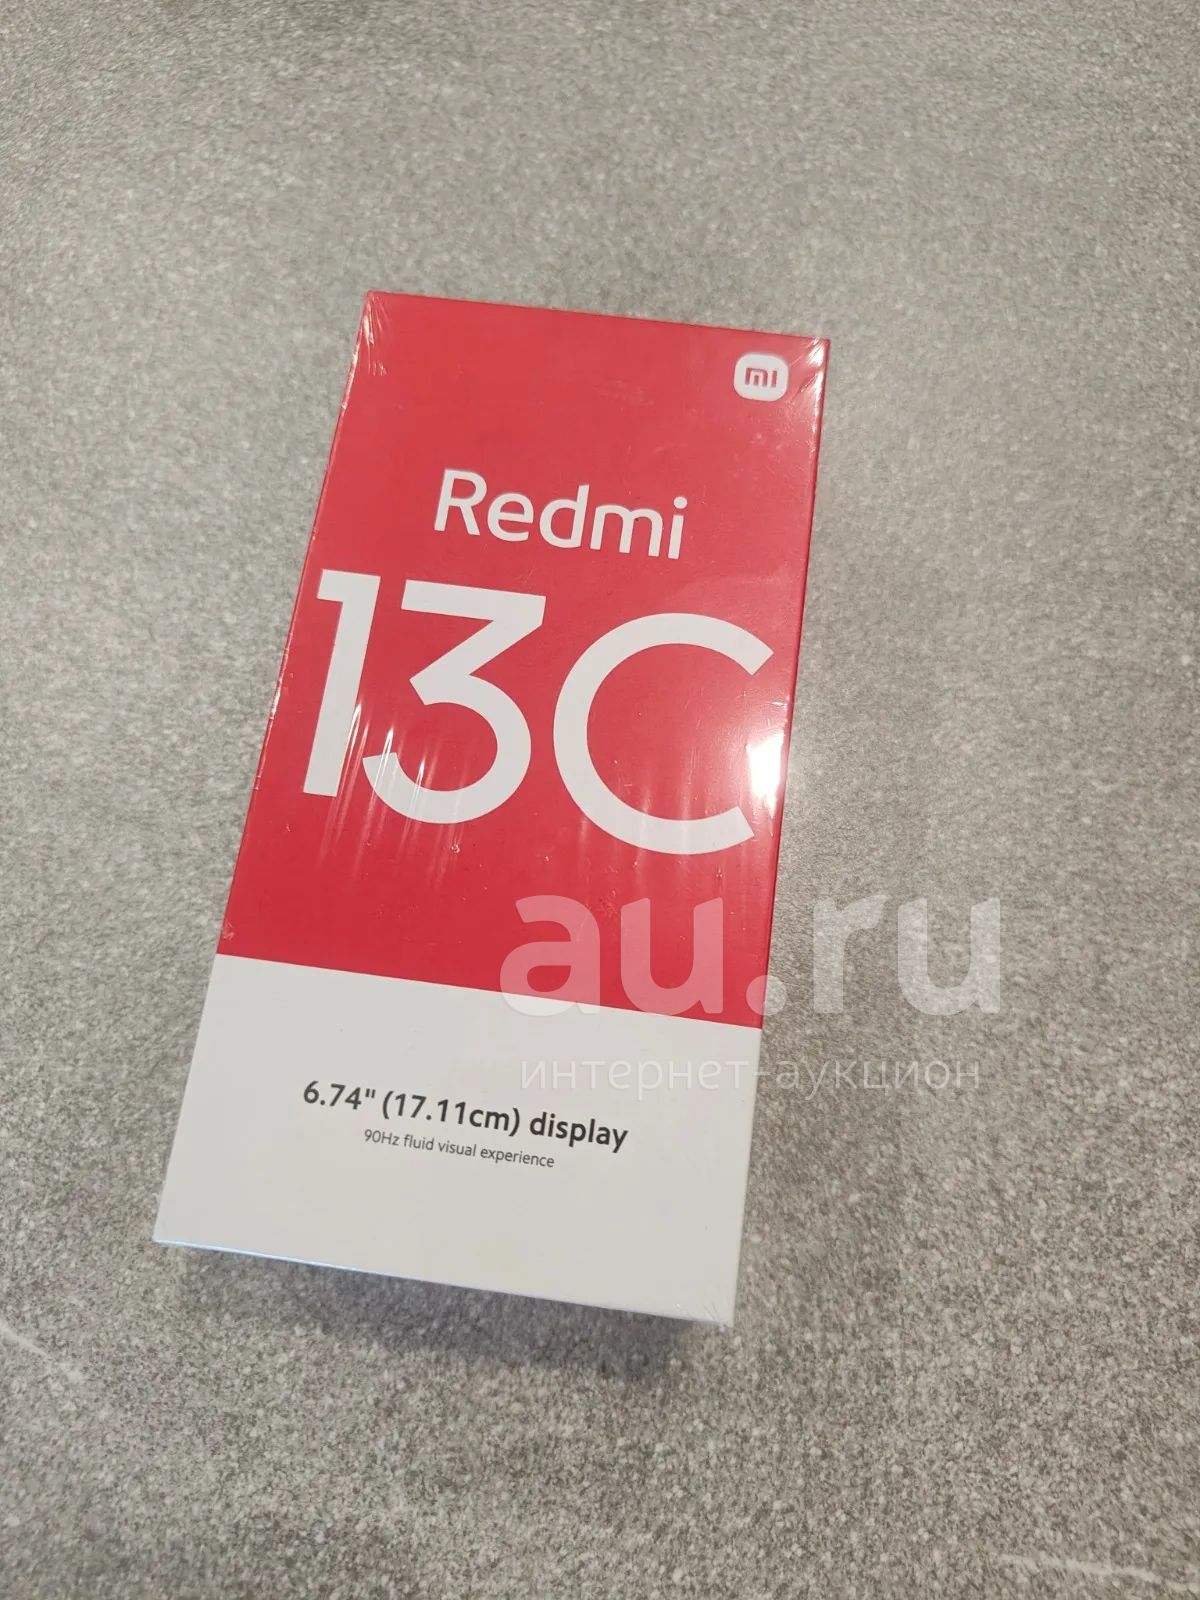 mi
Redmi
13C
au.ru
интернет-аукцион
6.74" (17.11cm) display
90Hz fluid visual experience